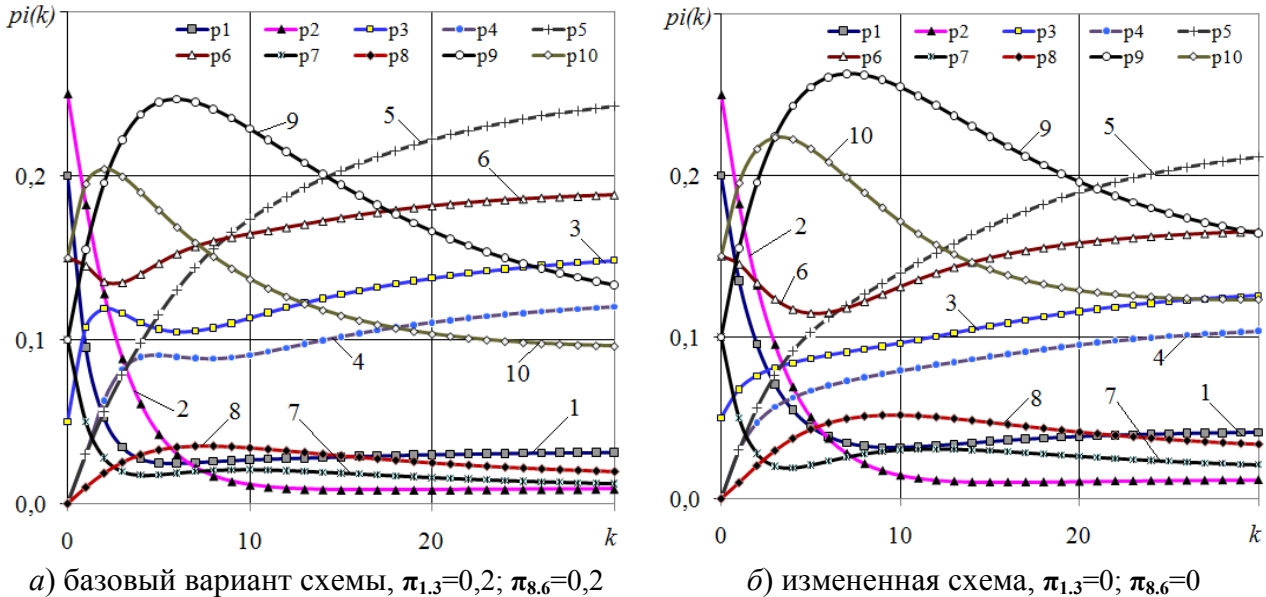 pi(k)
p1 p2 p3 p4 p5
p6 p7 p8 p9 p10
0,2
0,1
0,0
0 10 20 k
9
5
6
3
4
10
2
8
7
1
а) базовый вариант схемы, π1.3=0,2; π8.6=0,2
pi(k)
p1 p2 p3 p4 p5
p6 p7 p8 p9 p10
0,2
0,1
0,0
0 10 20 k
10
9
5
2
6
3
4
8
7
1
б) измененная схема, π1.3=0; π8.6=0